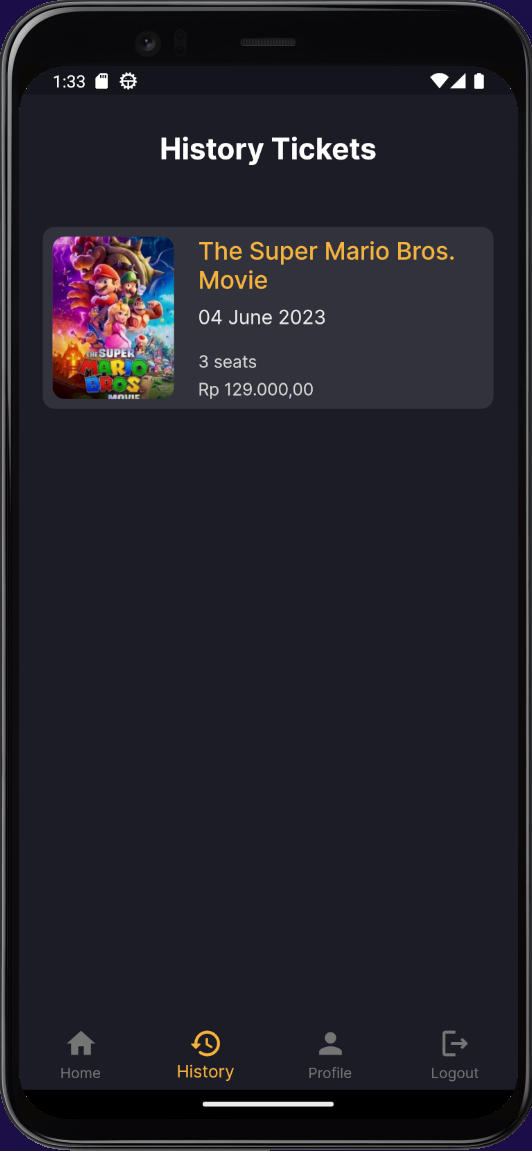 1:33
History Tickets
The Super Mario Bros.
Movie
04 June 2023
3 seats
Rp 129.000,00
THE SUPER
MARIO
BROS
MOVIE
Home
History
Profile
Logout